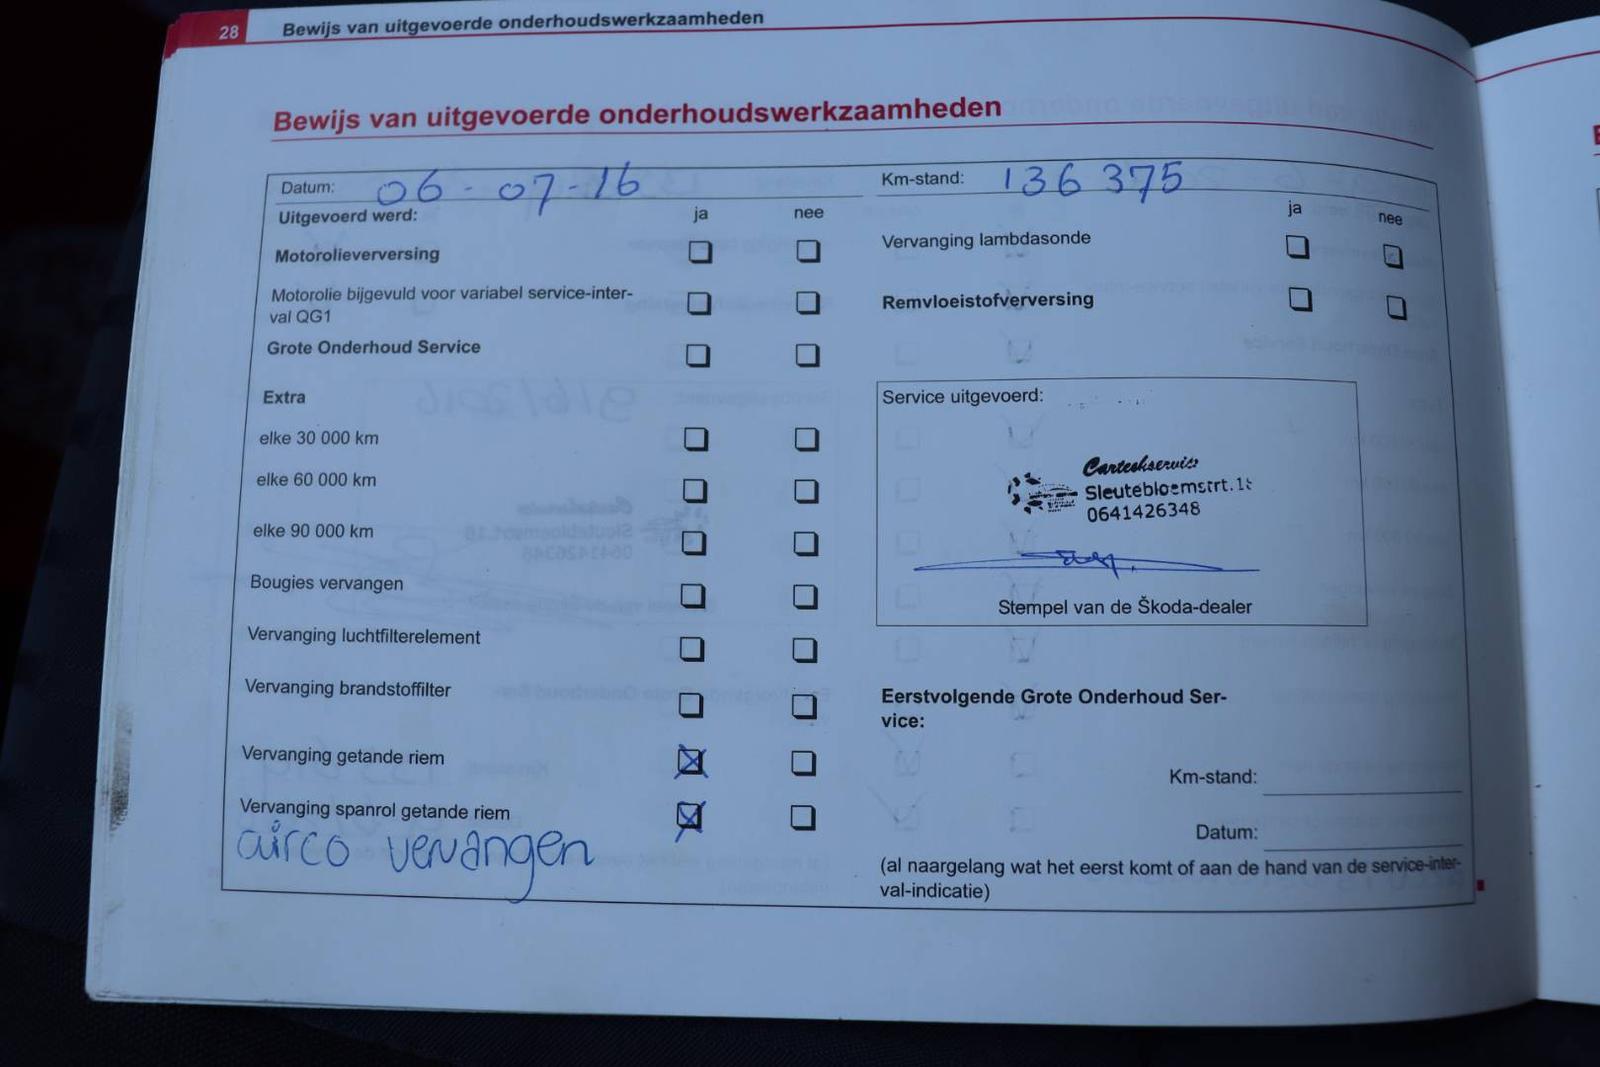 28 Bewijs van uitgevoerde onderhoudswerkzaamheden
Bewijs van uitgevoerde onderhoudswerkzaamheden
Datum: 06-07-16
Uitgevoerd werd: ja nee
Motorolieverversing
Motorolie bijgevuld voor variabel service-inter-
val QG1
Grote Onderhoud Service
Extra
elke 30 000 km
elke 60 000 km
elke 90 000 km
Bougies vervangen
Vervanging luchtfilterelement
Vervanging brandstoffilter
Vervanging getande riem
Vervanging spanrol getande riem
airco vervangen
Km-stand: 136 375
ja nee
Vervanging lambdasonde
Remvloeistofverversing
Service uitgevoerd:
Sleutebloemstrt.18
0641426348
Stempel van de Škoda-dealer
Eerstvolgende Grote Onderhoud Ser-
vice:
Km-stand:
Datum:
(al naargelang wat het eerst komt of aan de hand van de service-inter-
val-indicatie)